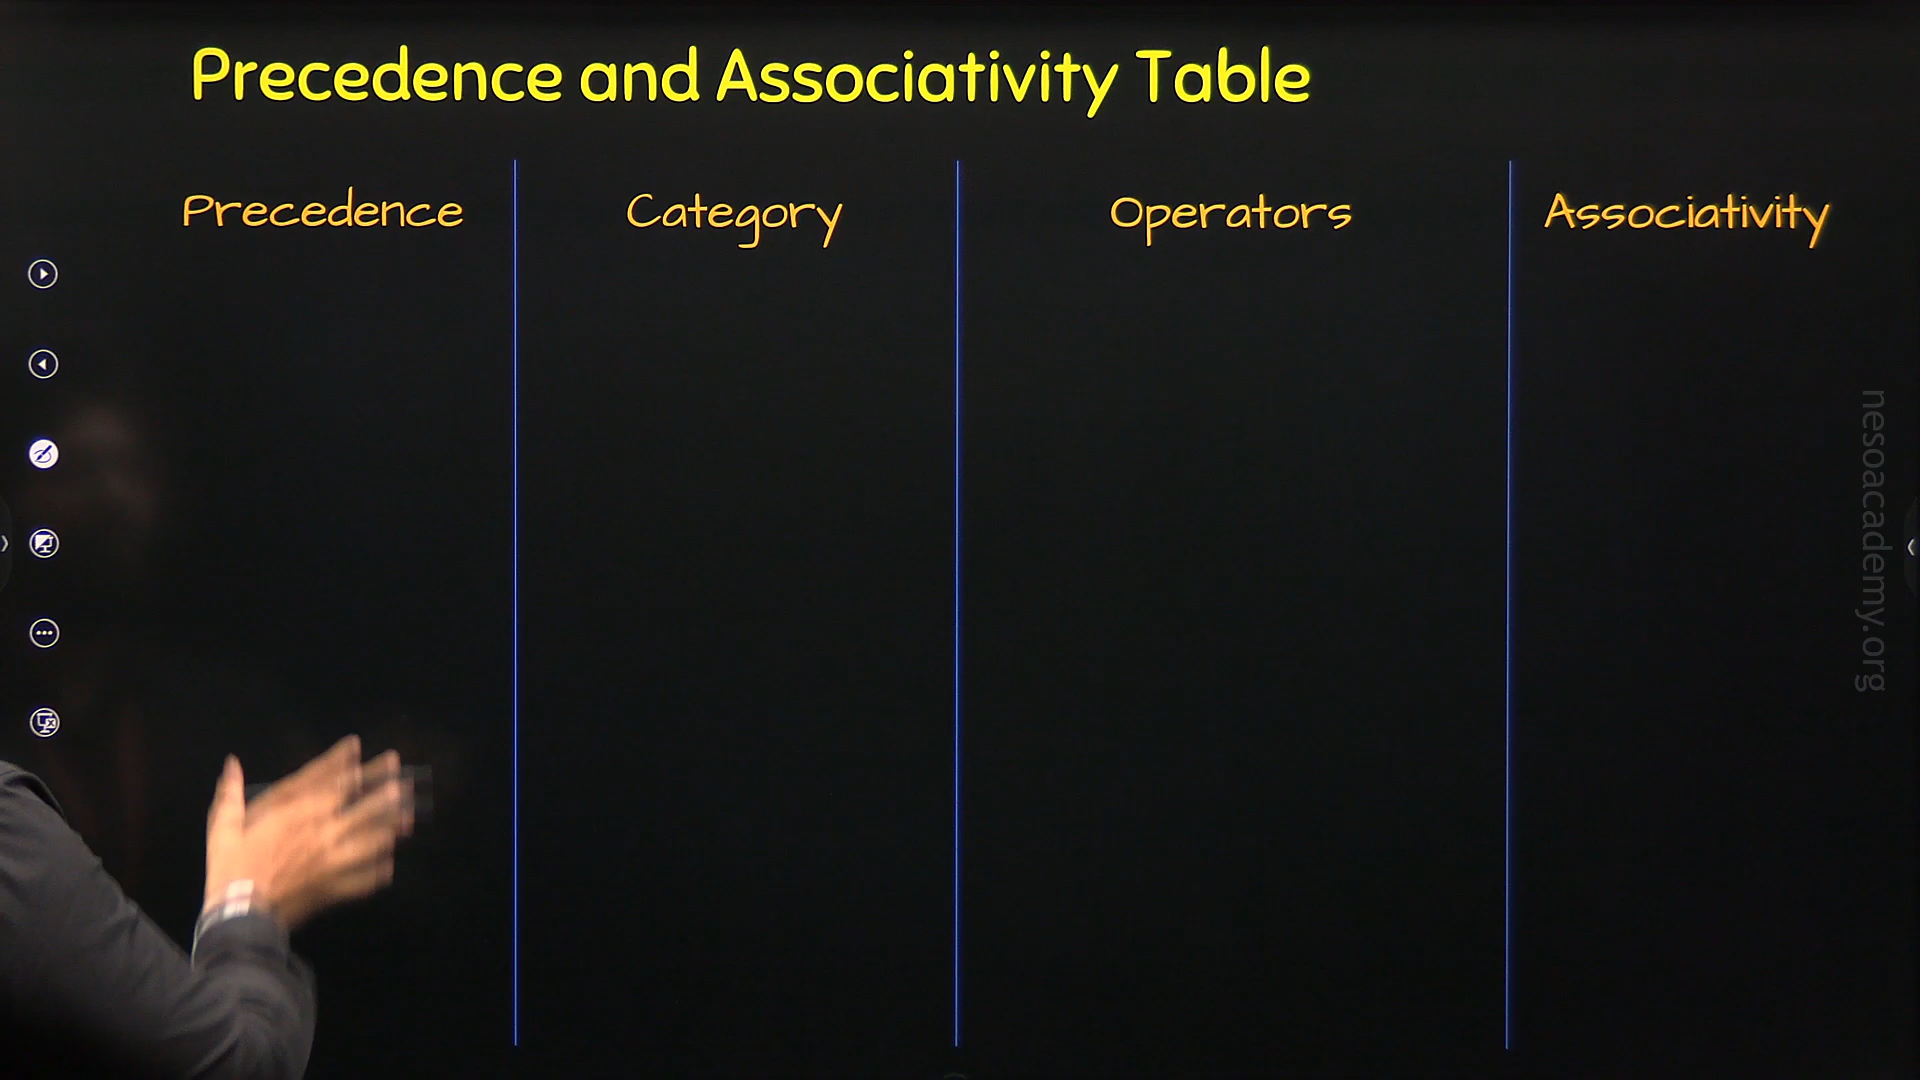 Precedence and Associativity Table
Precedence
Category
Operators
Associativity
nesoacademy.org